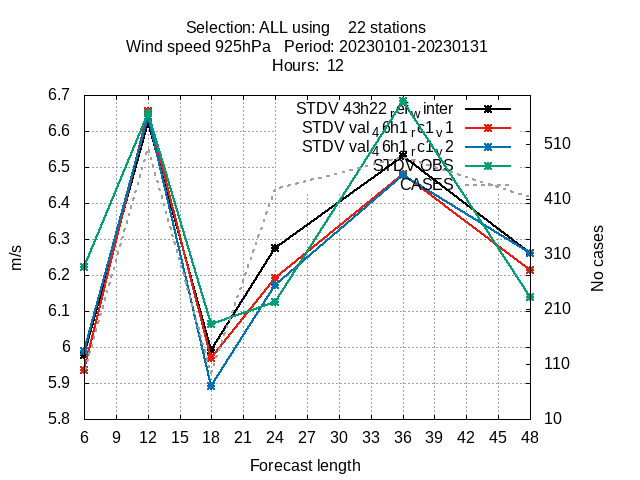 Selection: ALL using 22 stations
Wind speed 925hPa Period: 20230101-20230131
Hours: 12
STDV 43h22_rer_winter
STDV val_46h1_rc1_v1
STDV val_46h1_rc1_v2
STDV OBS
CASES
6.7
6.6
6.5
6.4
6.3
6.2
6.1
6
5.9
5.8
510
410
310
210
110
10
m/s
No cases
6 9 12 15 18 21 24 27 30 33 36 39 42 45 48
Forecast length